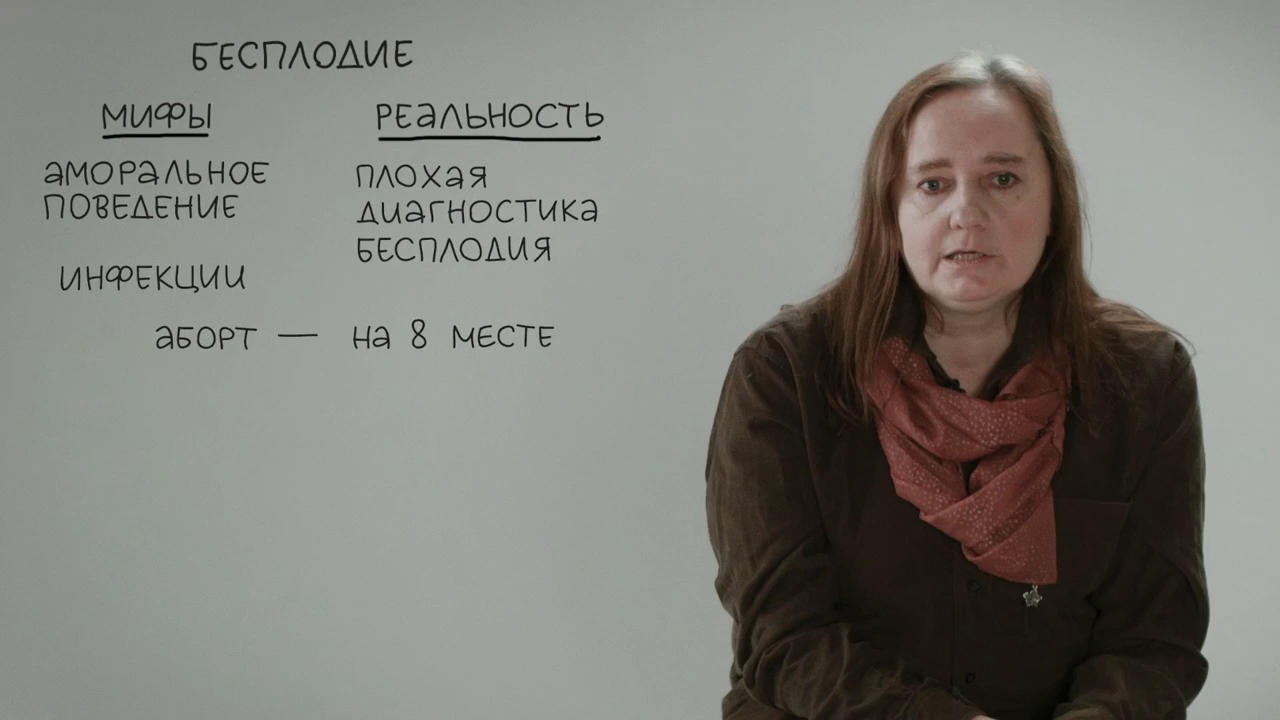 БЕСПЛОДИЕ
МИФЫ
РЕАЛЬНОСТЬ
АМОРАЛЬНОЕ
ПОВЕДЕНИЕ
ИНФЕКЦИИ
ПЛОХАЯ
ДИАГНОСТИКА
БЕСПЛОДИЯ
АБОРТ — НА 8 МЕСТЕ